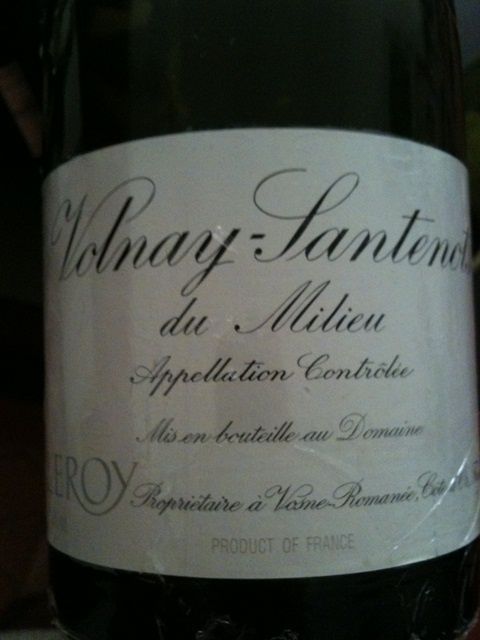 Volnay-Santenots
du Milieu
Appellation Contrôlée
Mis en bouteille au Domaine
LEROY
Propriétaire à Vosne-Romanée, Côte
PRODUCT OF FRANCE